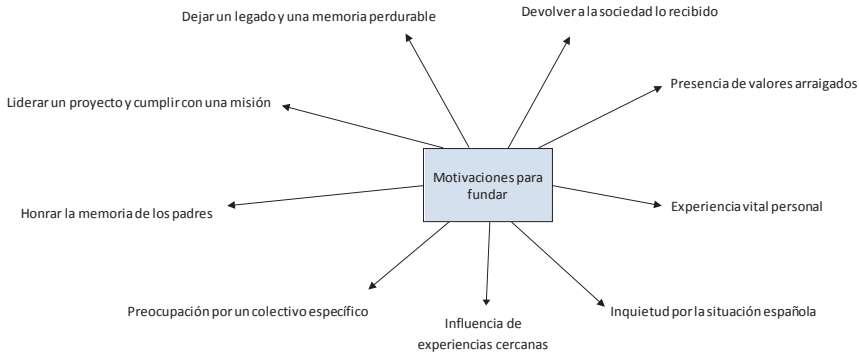 Dejar un legado y una memoria perdurable
Devolver a la sociedad lo recibido
Presencia de valores arraigados
Liderar un proyecto y cumplir con una misión
Motivaciones para
fundar
Honrar la memoria de los padres
Experiencia vital personal
Preocupación por un colectivo específico
Influencia de
experiencias cercanas
Inquietud por la situación española